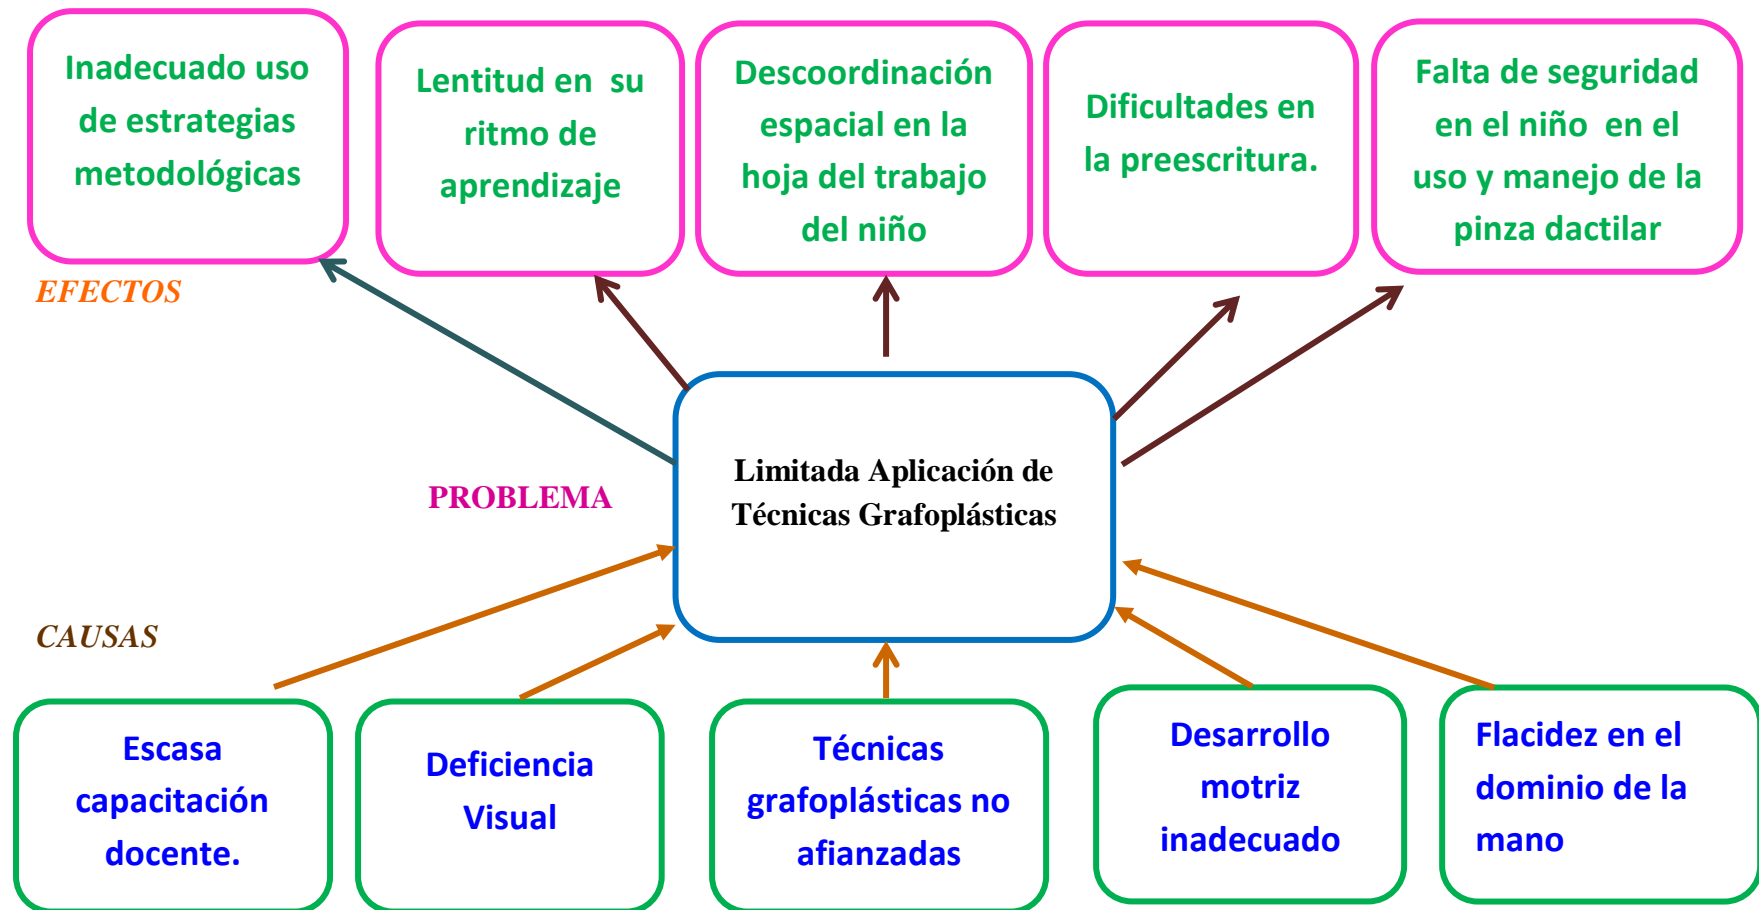 Inadecuado uso
de estrategias
metodológicas
Lentitud en su
ritmo de
aprendizaje
Descoordinación
espacial en la
hoja del trabajo
del niño
Dificultades en
la preescritura.
Falta de seguridad
en el niño en el
uso y manejo de la
pinza dactilar
EFECTOS
PROBLEMA
Limitada Aplicación de
Técnicas Grafoplásticas
CAUSAS
Escasa
capacitación
docente.
Deficiencia
Visual
Técnicas
grafoplásticas no
afianzadas
Desarrollo
motriz
inadecuado
Flacidez en el
dominio de la
mano